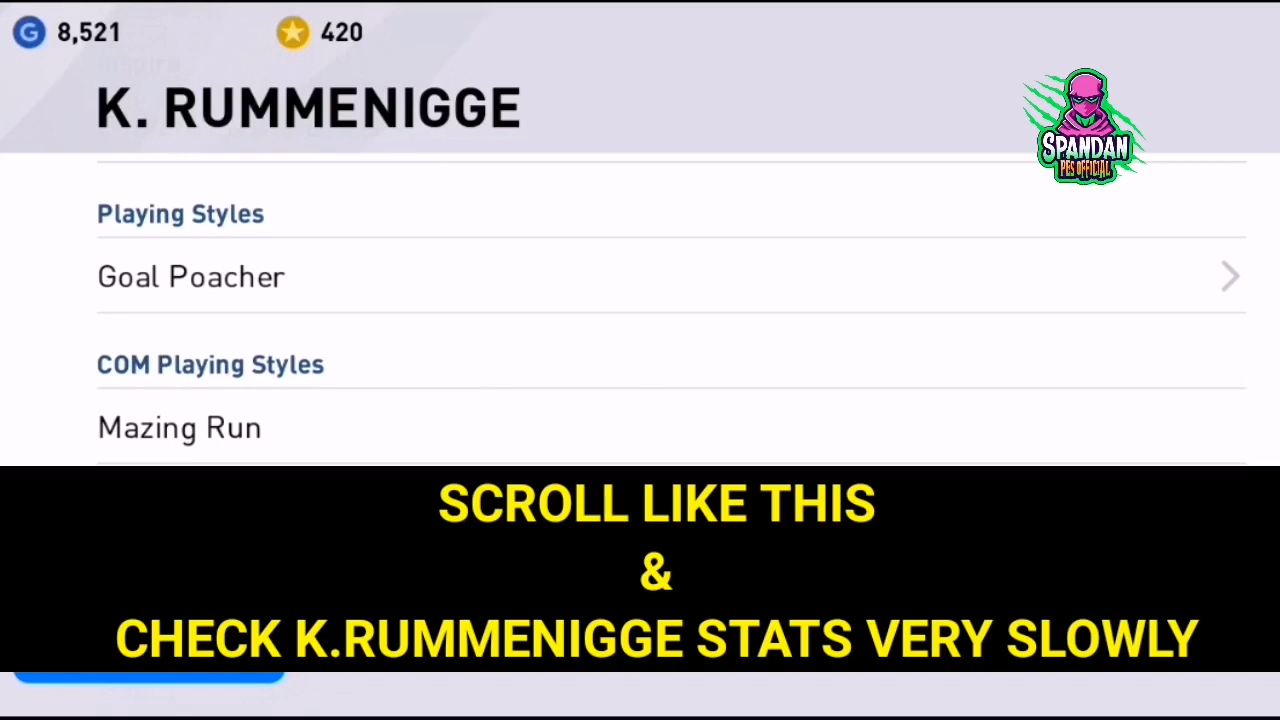 8,521 420
K. RUMMENIGGE
SPANDAN
PES OFFICIAL
Playing Styles
Goal Poacher
COM Playing Styles
Mazing Run
SCROLL LIKE THIS
&
CHECK K.RUMMENIGGE STATS VERY SLOWLY